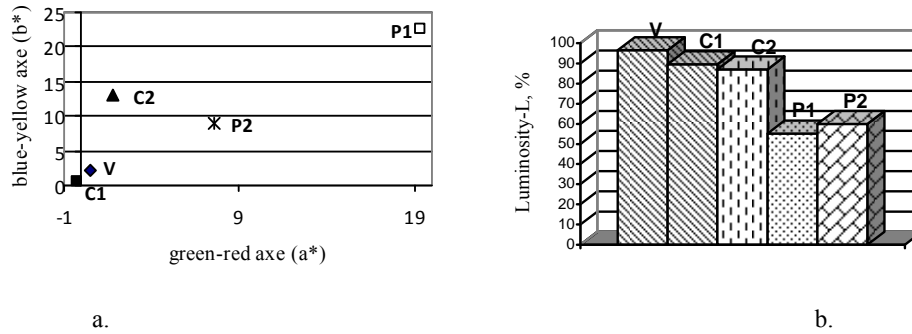 blue-yellow axe (b*)
25
20
15
10
5
0
P1
C2
P2
V
C1
-1
9
19
green-red axe (a*)
a.
Luminosity-L, %
100
90
80
70
60
50
40
30
20
10
0
V
C1
C2
P1
P2
b.